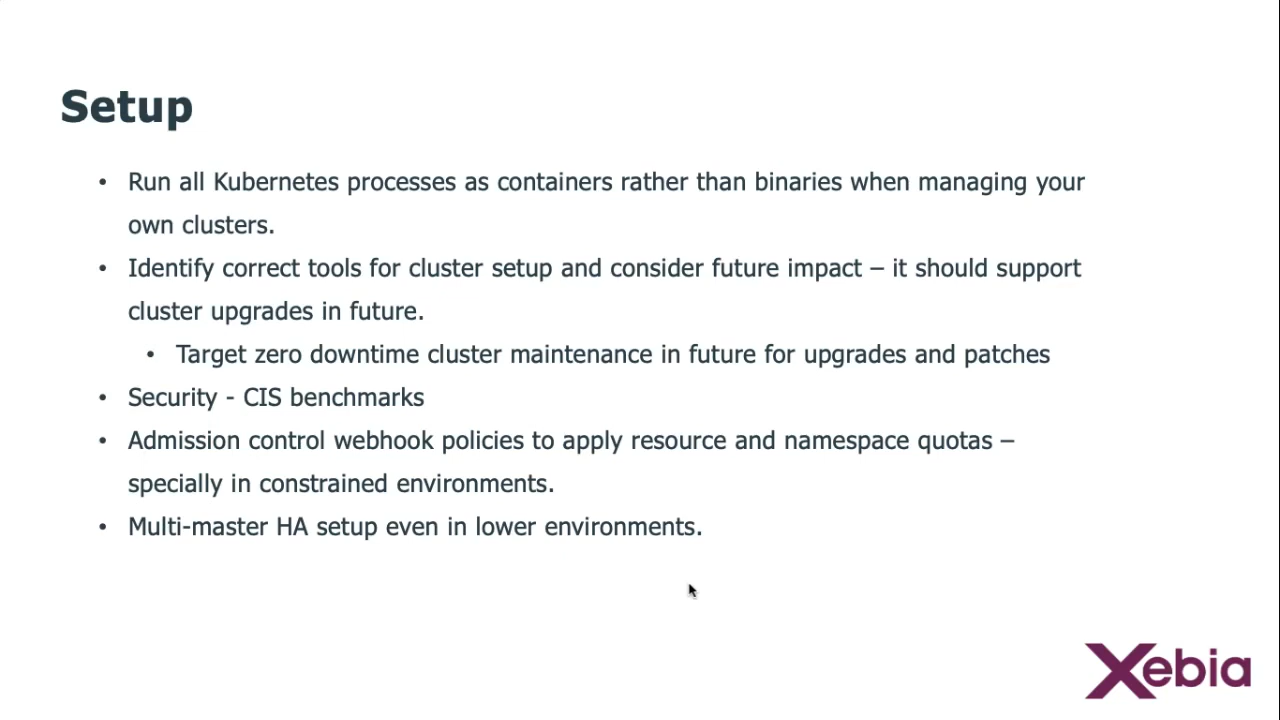 Setup
• Run all Kubernetes processes as containers rather than binaries when managing your
own clusters.
• Identify correct tools for cluster setup and consider future impact – it should support
cluster upgrades in future.
• Target zero downtime cluster maintenance in future for upgrades and patches
• Security - CIS benchmarks
• Admission control webhook policies to apply resource and namespace quotas –
specially in constrained environments.
• Multi-master HA setup even in lower environments.
Xebia